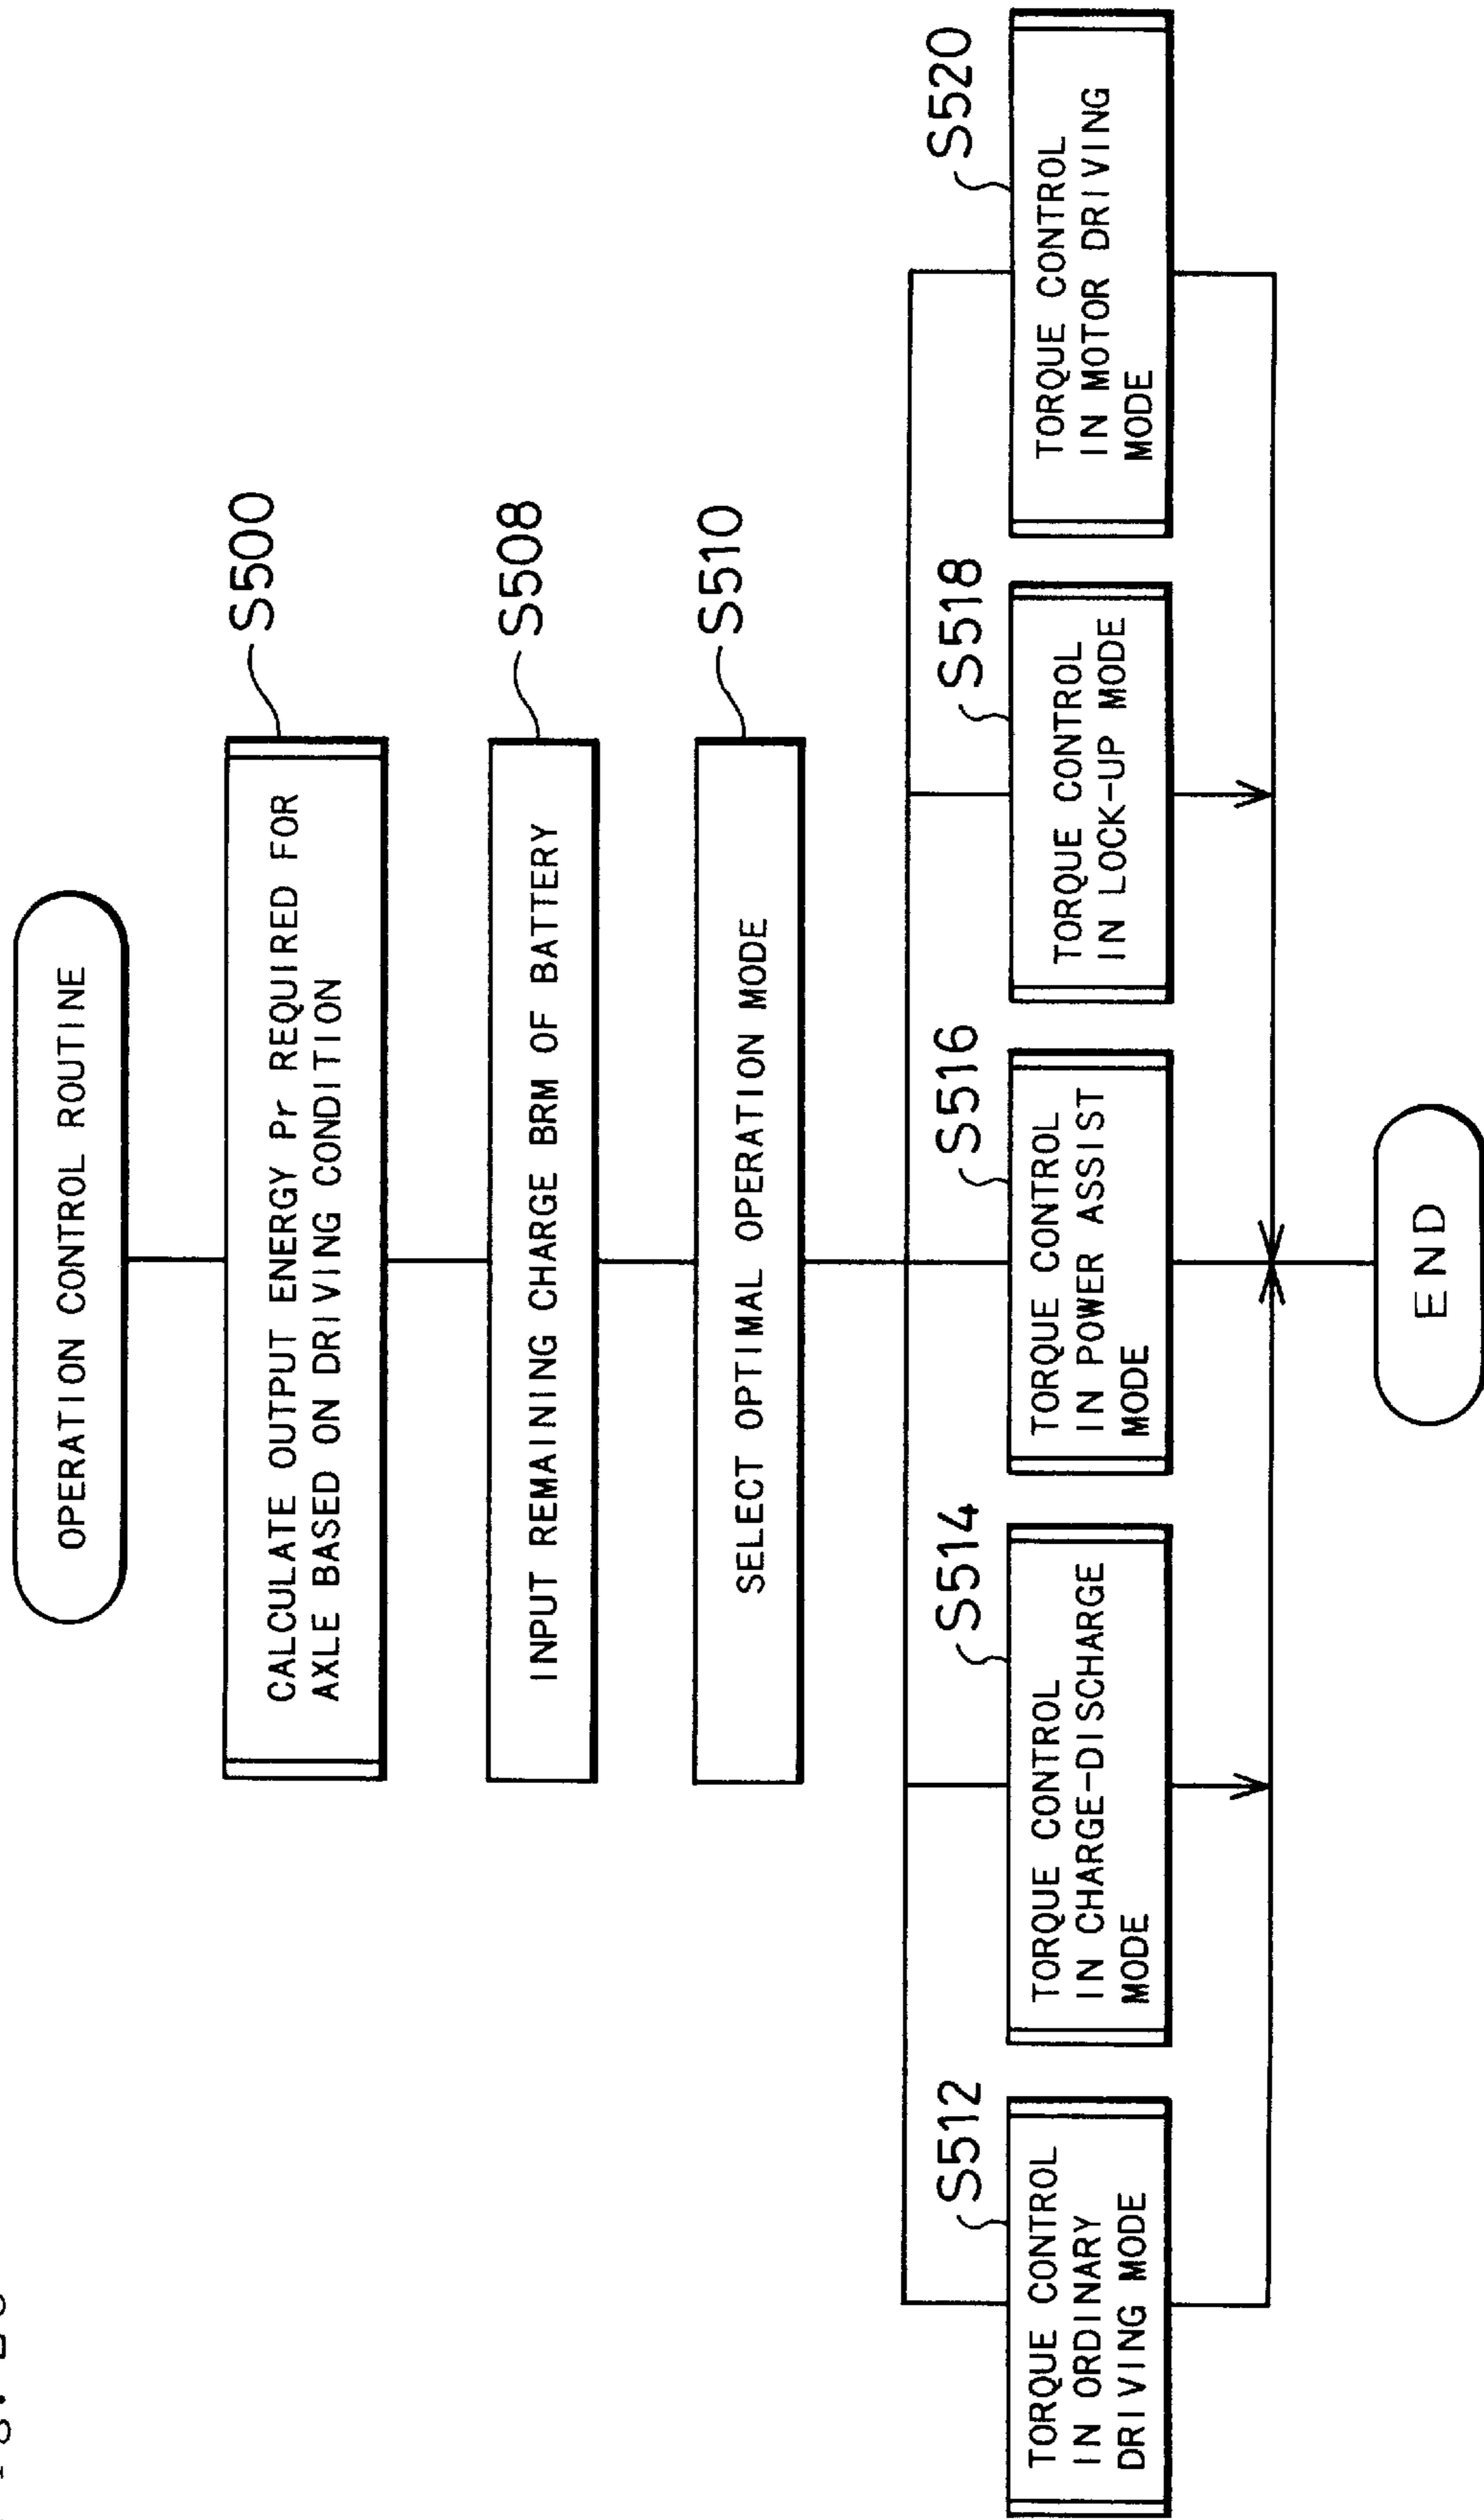 OPERATION CONTROL ROUTINE
S500
CALCULATE OUTPUT ENERGY Pr REQUIRED FOR
AXLE BASED ON DRIVING CONDITION
S508
INPUT REMAINING CHARGE BRM OF BATTERY
S510
SELECT OPTIMAL OPERATION MODE
S512
TORQUE CONTROL
IN ORDINARY
DRIVING MODE
S514
TORQUE CONTROL
IN CHARGE-DISCHARGE
MODE
S516
TORQUE CONTROL
IN POWER ASSIST
MODE
S518
TORQUE CONTROL
IN LOCK-UP MODE
S520
TORQUE CONTROL
IN MOTOR DRIVING
MODE
END